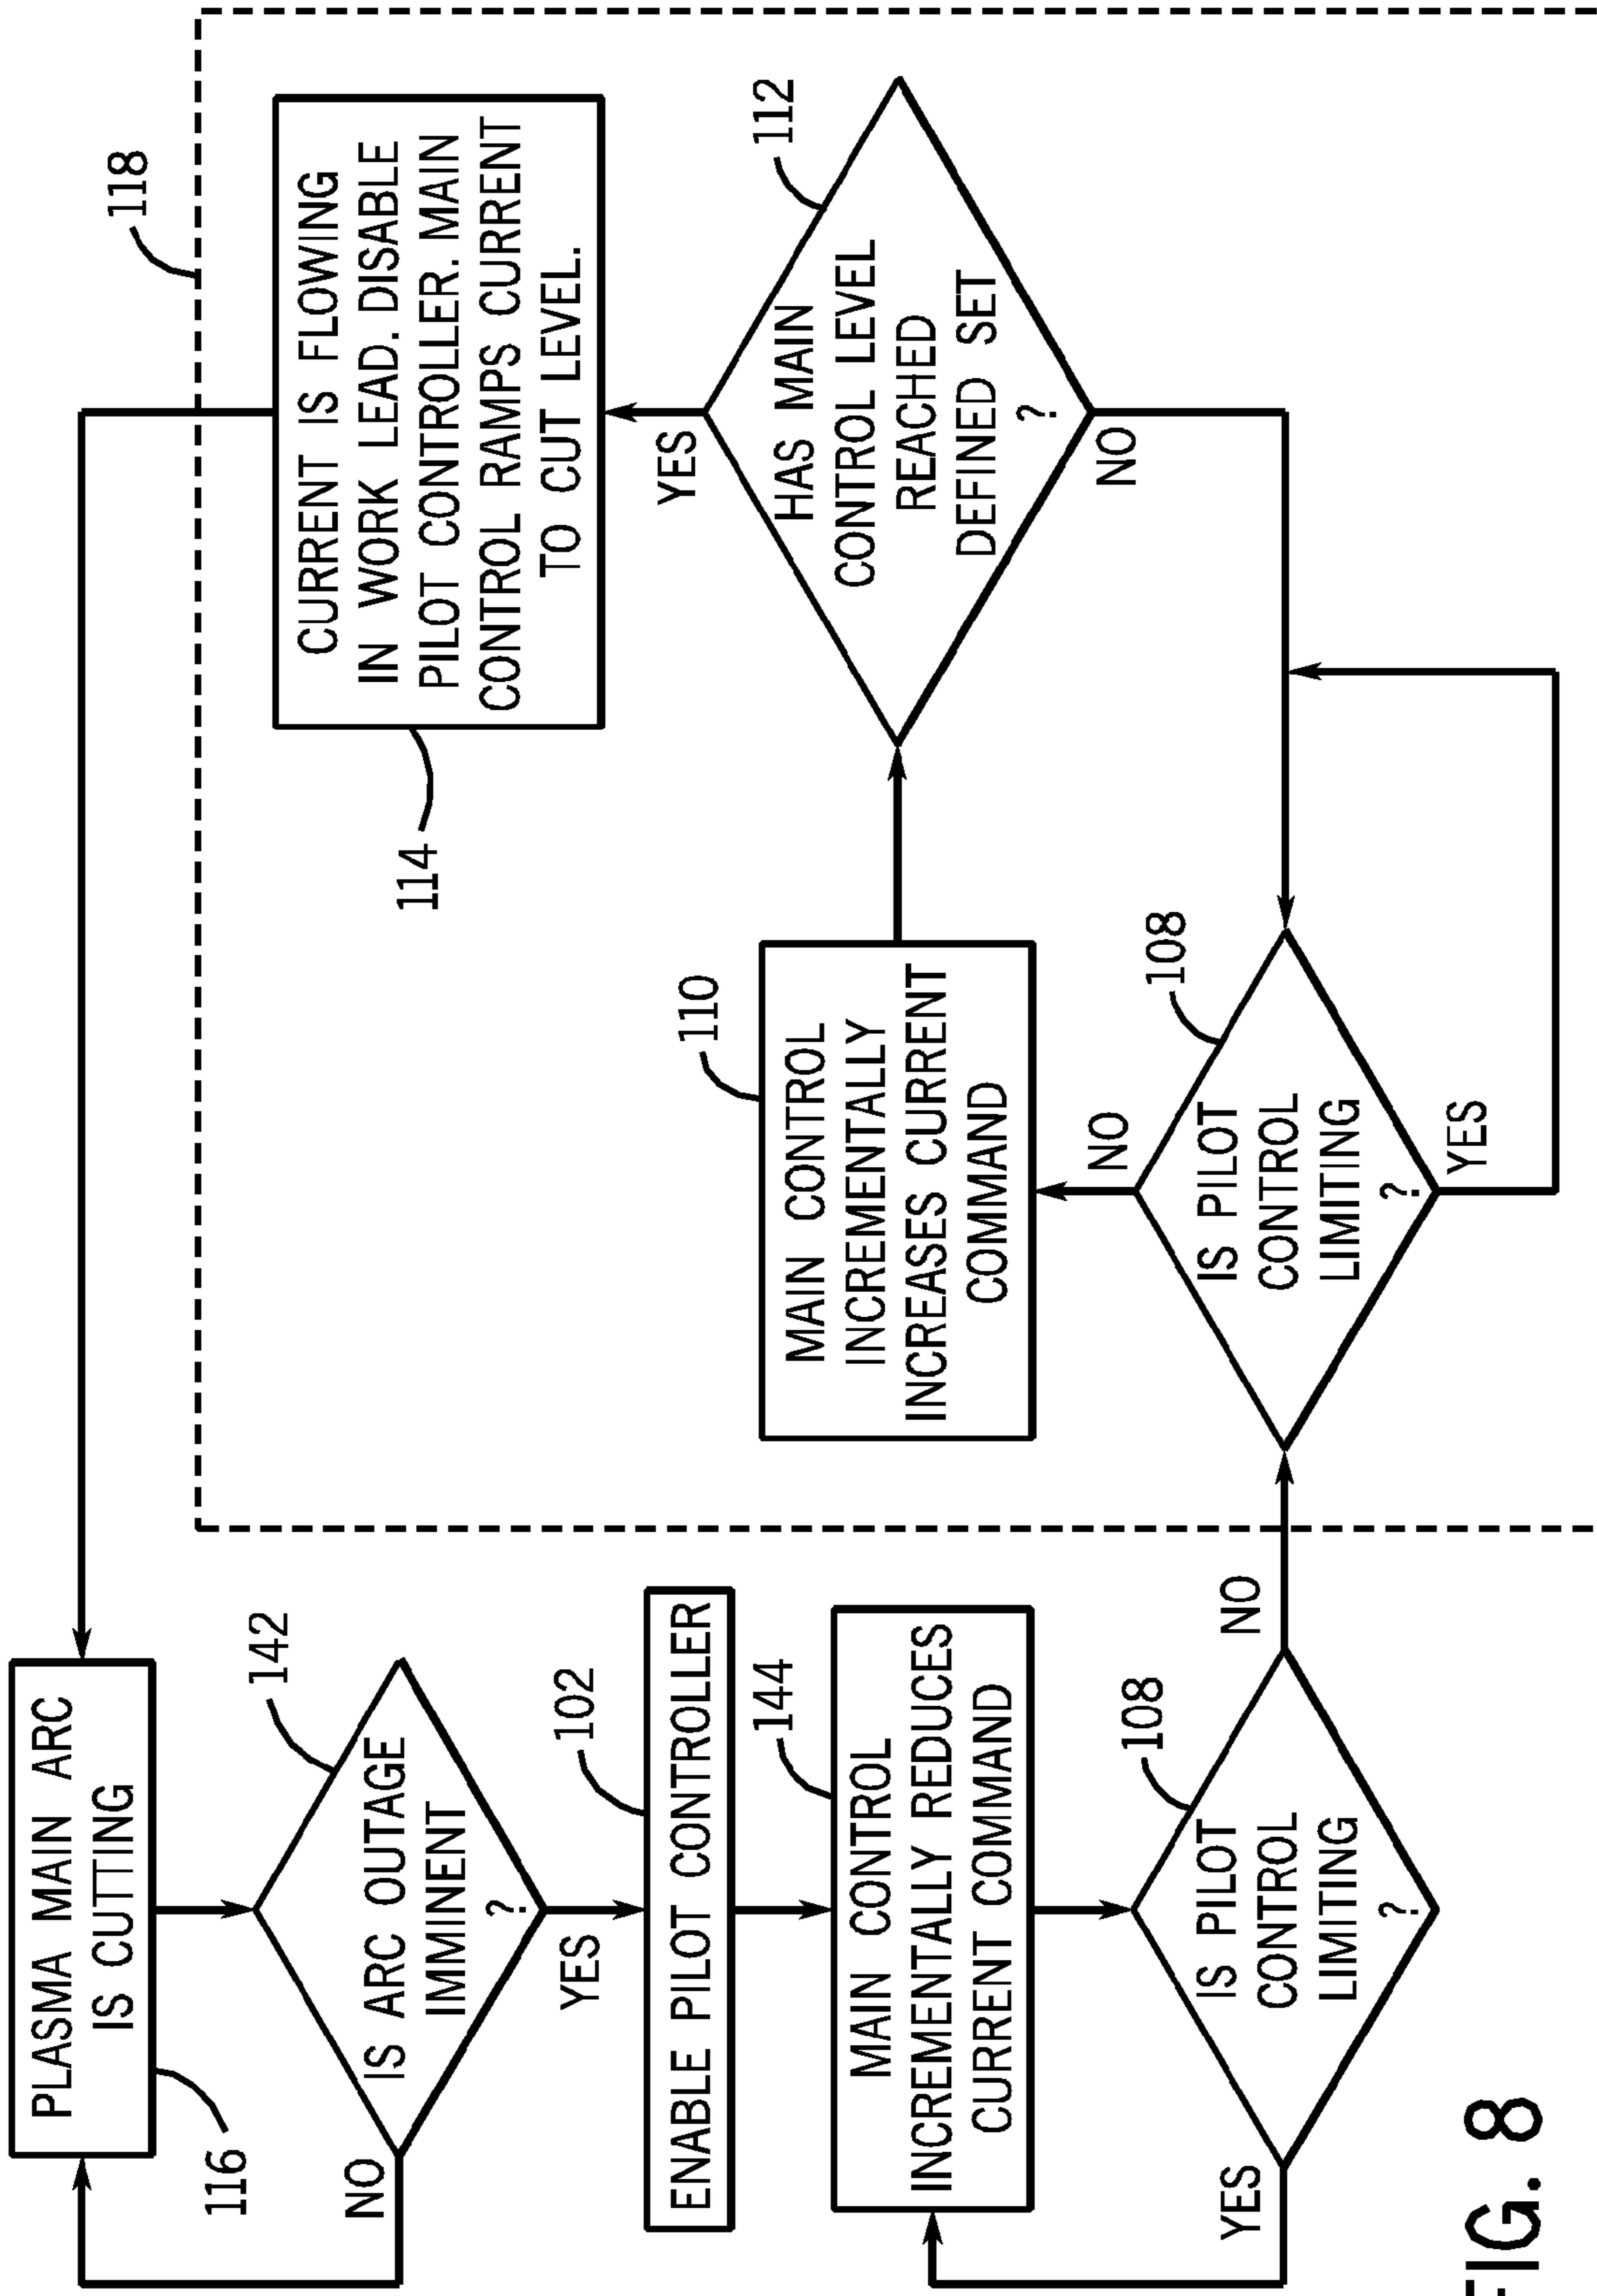 PLASMA MAIN ARC
IS CUTTING
116
IS ARC OUTAGE
IMMINENT
?
142
NO
YES
ENABLE PILOT CONTROLLER
102
MAIN CONTROL
INCREMENTALLY REDUCES
CURRENT COMMAND
144
IS PILOT
CONTROL
LIMITING
?
108
YES
NO
118
CURRENT IS FLOWING
IN WORK LEAD. DISABLE
PILOT CONTROLLER. MAIN
CONTROL RAMPS CURRENT
TO CUT LEVEL.
114
YES
HAS MAIN
CONTROL LEVEL
REACHED
DEFINED SET
?
112
NO
MAIN CONTROL
INCREMENTALLY
INCREASES CURRENT
COMMAND
110
NO
IS PILOT
CONTROL
LIMITING
?
108
YES
FIG. 8